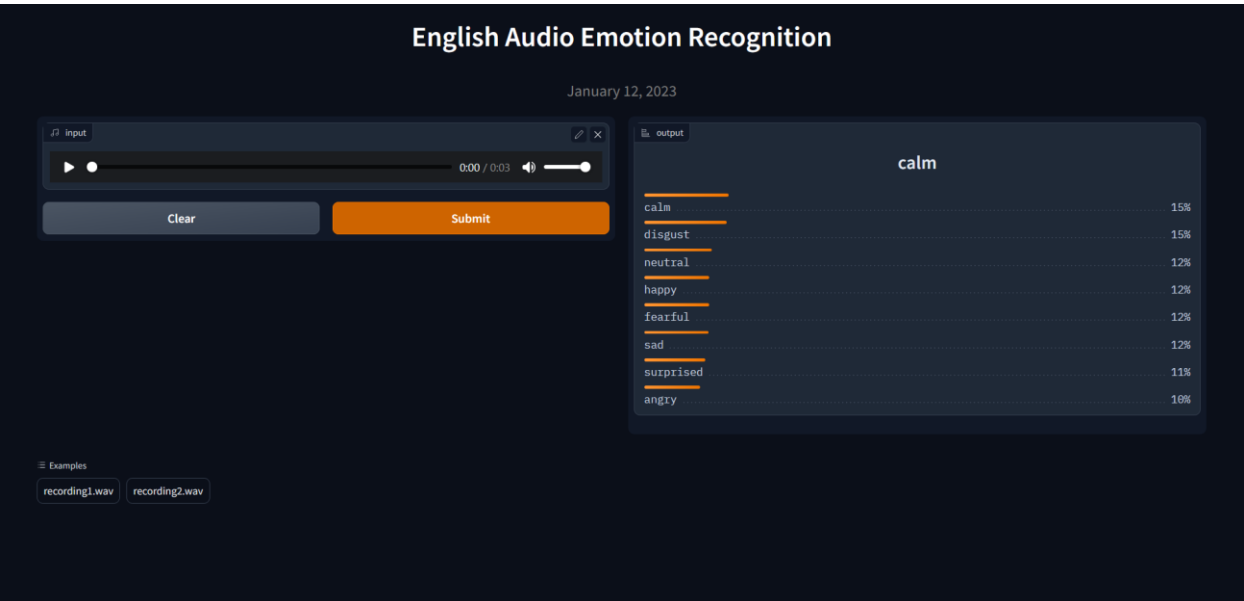 English Audio Emotion Recognition
January 12, 2023
input
0:00 / 0:03
Clear
Submit
output
calm
calm 15%
disgust 15%
neutral 12%
happy 12%
fearful 12%
sad 12%
surprised 11%
angry 10%
Examples
recording1.wav
recording2.wav